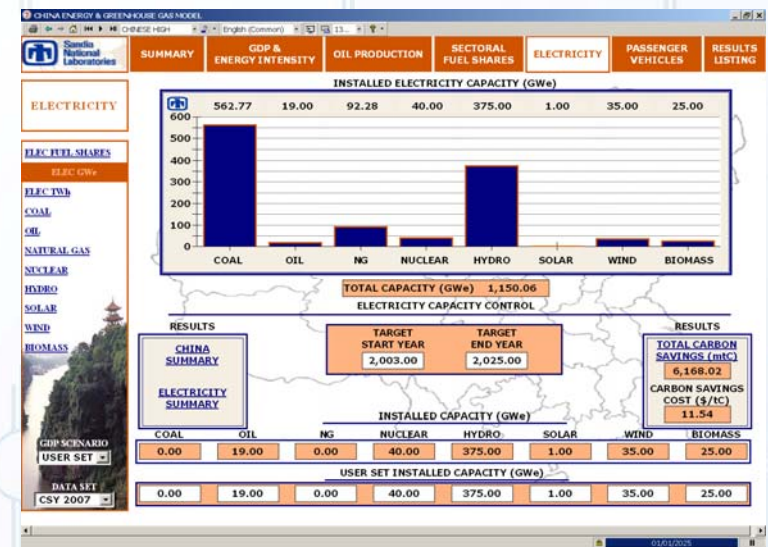 CHINA ENERGY & GREENHOUSE GAS MODEL
CHINESE HIGH English (Common) 13...
Sandia National Laboratories
SUMMARY
GDP & ENERGY INTENSITY
OIL PRODUCTION
SECTORAL FUEL SHARES
ELECTRICITY
PASSENGER VEHICLES
RESULTS LISTING
ELECTRICITY
ELEC FUEL SHARES
ELEC GWe
ELEC TWh
COAL
OIL
NATURAL GAS
NUCLEAR
HYDRO
SOLAR
WIND
BIOMASS
GDP SCENARIO
USER SET
DATA SET
CSY 2007
INSTALLED ELECTRICITY CAPACITY (GWe)
562.77 19.00 92.28 40.00 375.00 1.00 35.00 25.00
600
500
400
300
200
100
0
COAL OIL NG NUCLEAR HYDRO SOLAR WIND BIOMASS
TOTAL CAPACITY (GWe) 1,150.06
ELECTRICITY CAPACITY CONTROL
RESULTS
CHINA SUMMARY
ELECTRICITY SUMMARY
TARGET START YEAR
2,003.00
TARGET END YEAR
2,025.00
RESULTS
TOTAL CARBON SAVINGS (mtC)
6,168.02
CARBON SAVINGS COST ($/tC)
11.54
INSTALLED CAPACITY (GWe)
COAL OIL NG NUCLEAR HYDRO SOLAR WIND BIOMASS
0.00 19.00 0.00 40.00 375.00 1.00 35.00 25.00
USER SET INSTALLED CAPACITY (GWe)
0.00 19.00 0.00 40.00 375.00 1.00 35.00 25.00
01/01/2025